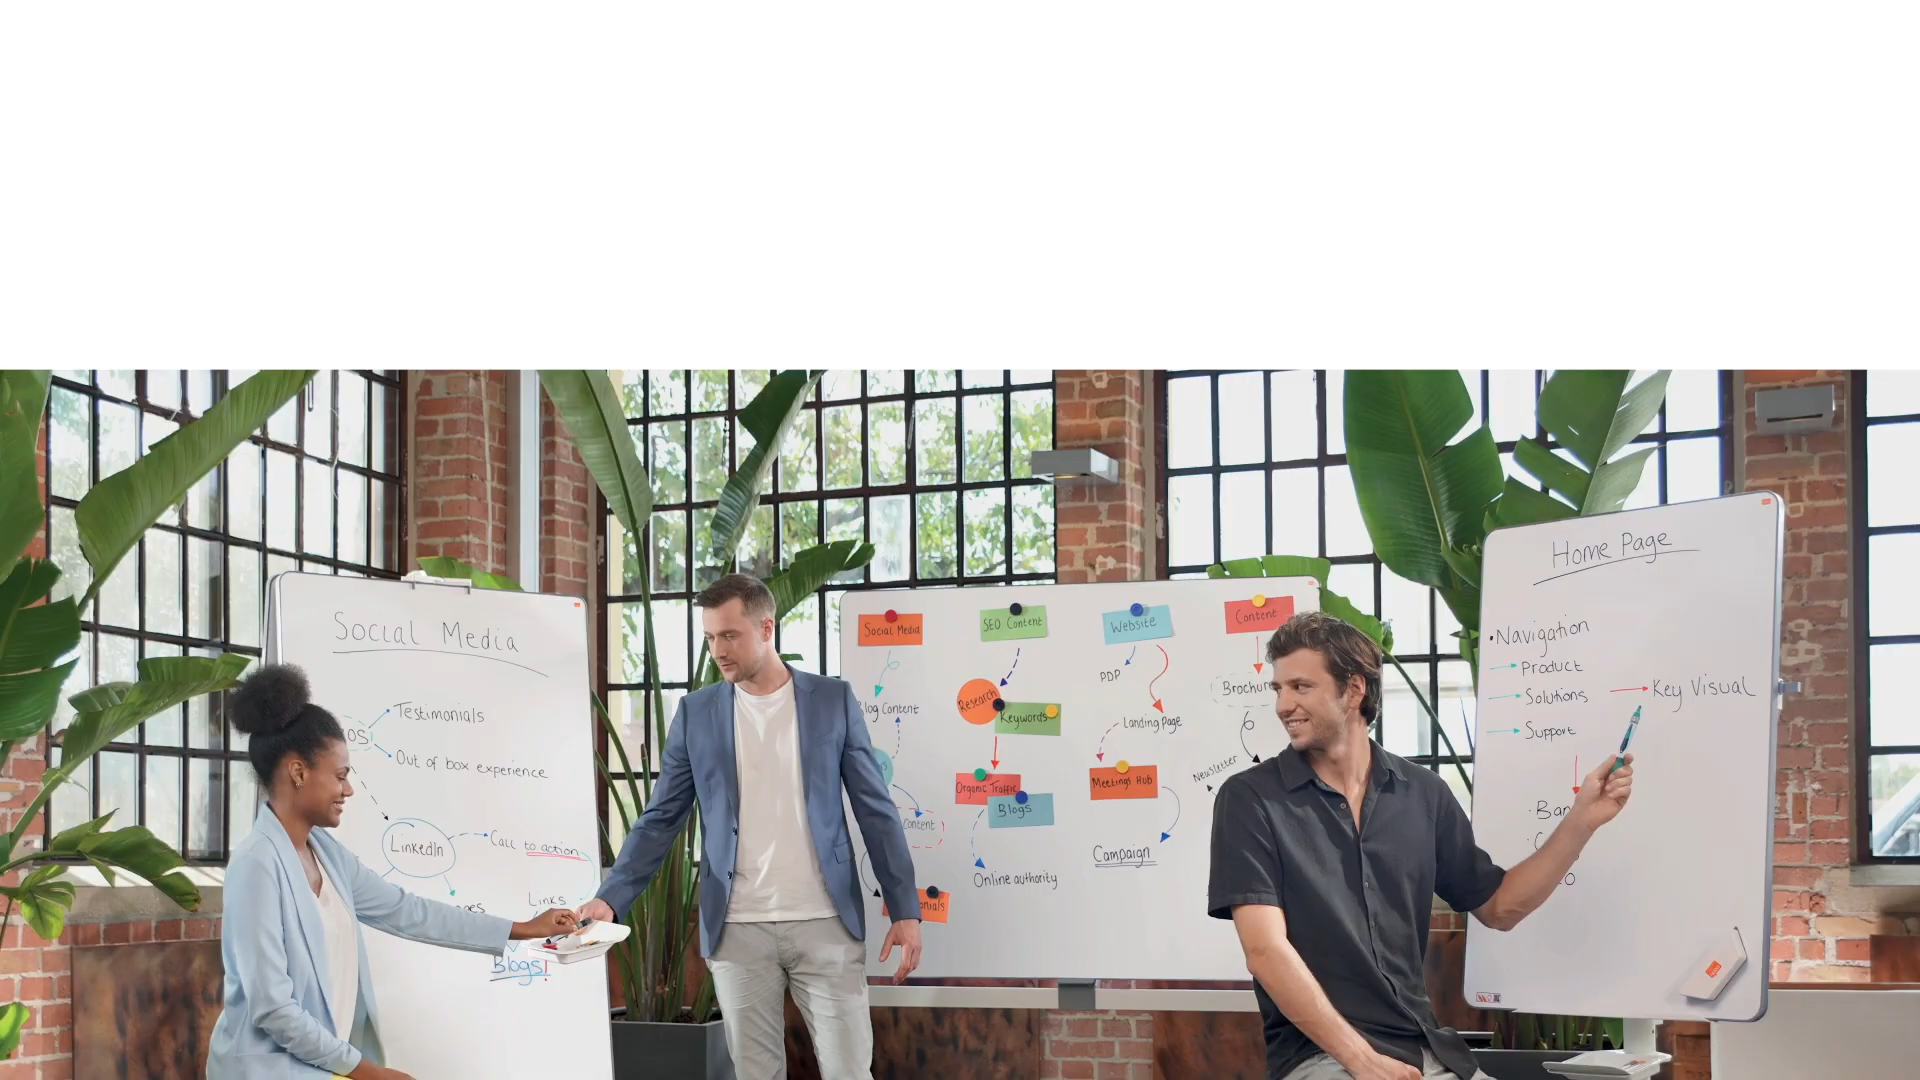 Social Media
Testimonials
Out of box experience
LinkedIn
Call to action
Links
Blogs!
Social Media
SEO Content
Website
Content
Research
Keywords
Blog Content
PDP
Landing page
Brochure
Newsletter
Organic Traffic
Blogs
Meetings Hub
Content
Campaign
Online authority
Home Page
•Navigation
Product
Solutions
Key Visual
Support